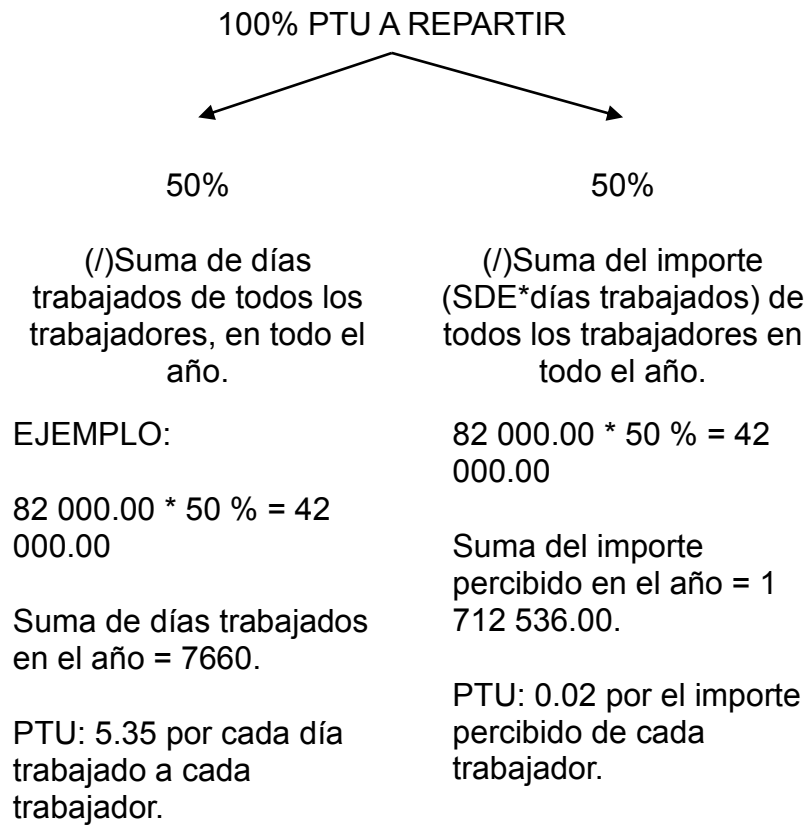 100% PTU A REPARTIR
50%
(/)Suma de días
trabajados de todos los
trabajadores, en todo el
año.
EJEMPLO:
82 000.00 * 50 % = 42
000.00
Suma de días trabajados
en el año = 7660.
PTU: 5.35 por cada día
trabajado a cada
trabajador.
50%
(/)Suma del importe
(SDE*días trabajados) de
todos los trabajadores en
todo el año.
82 000.00 * 50 % = 42
000.00
Suma del importe
percibido en el año = 1
712 536.00.
PTU: 0.02 por el importe
percibido de cada
trabajador.